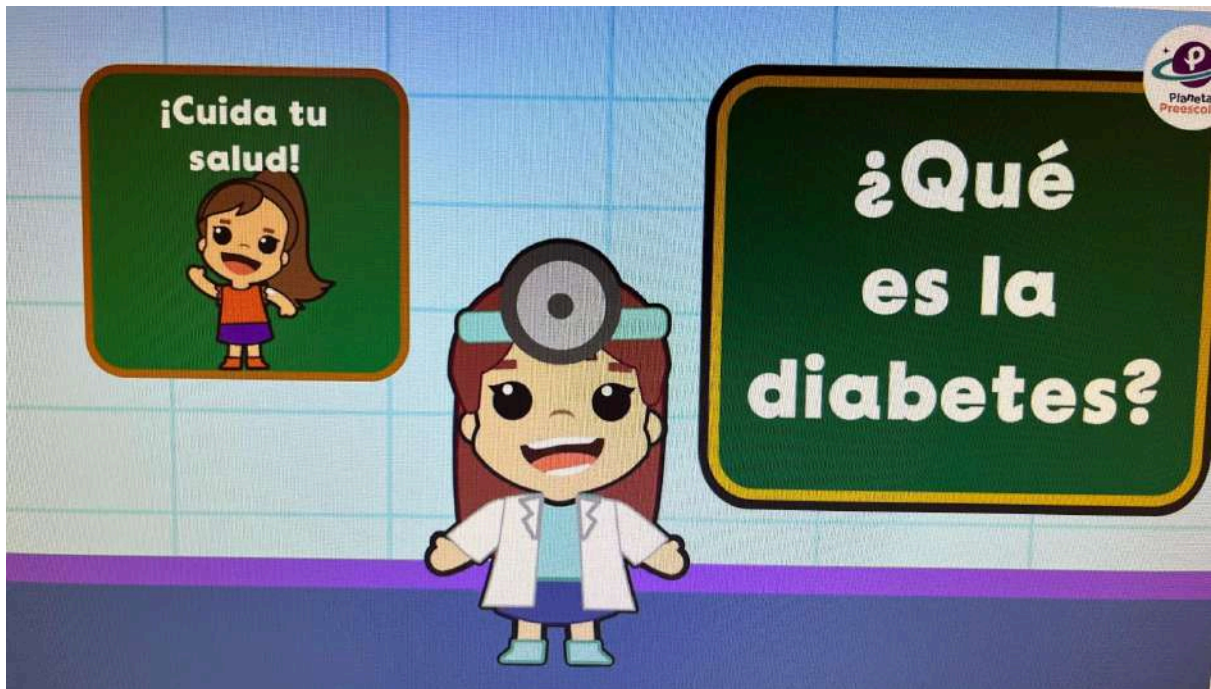 ¡Cuida tu
salud!
¿Qué
es la
diabetes?
Planeta